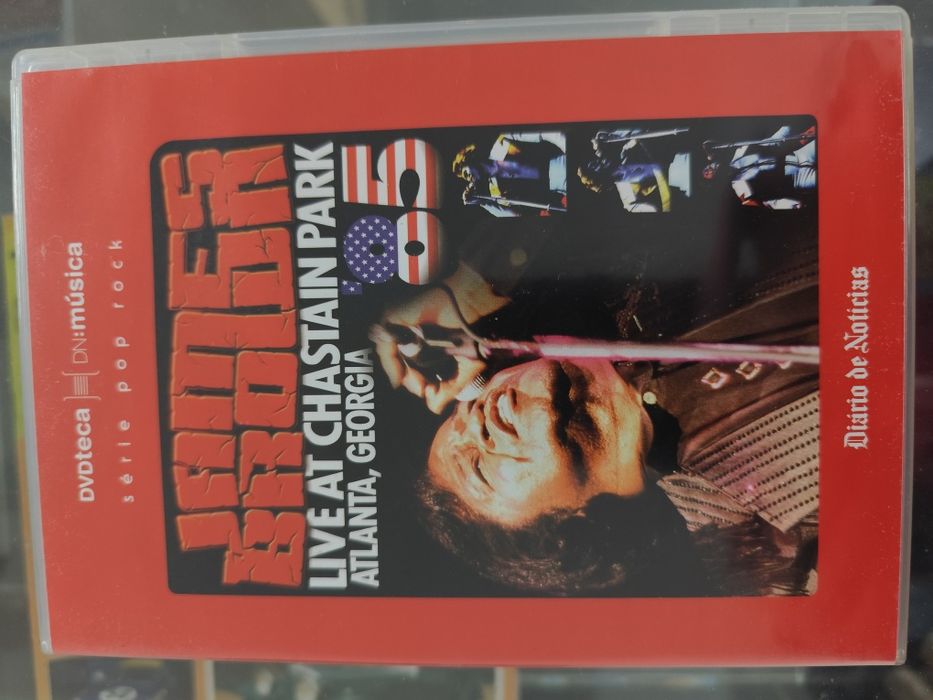 DVDteca DN:música
série pop rock
JAMES
BROWN
LIVE AT CHASTAIN PARK
ATLANTA, GEORGIA
'85
Diário de Notícias